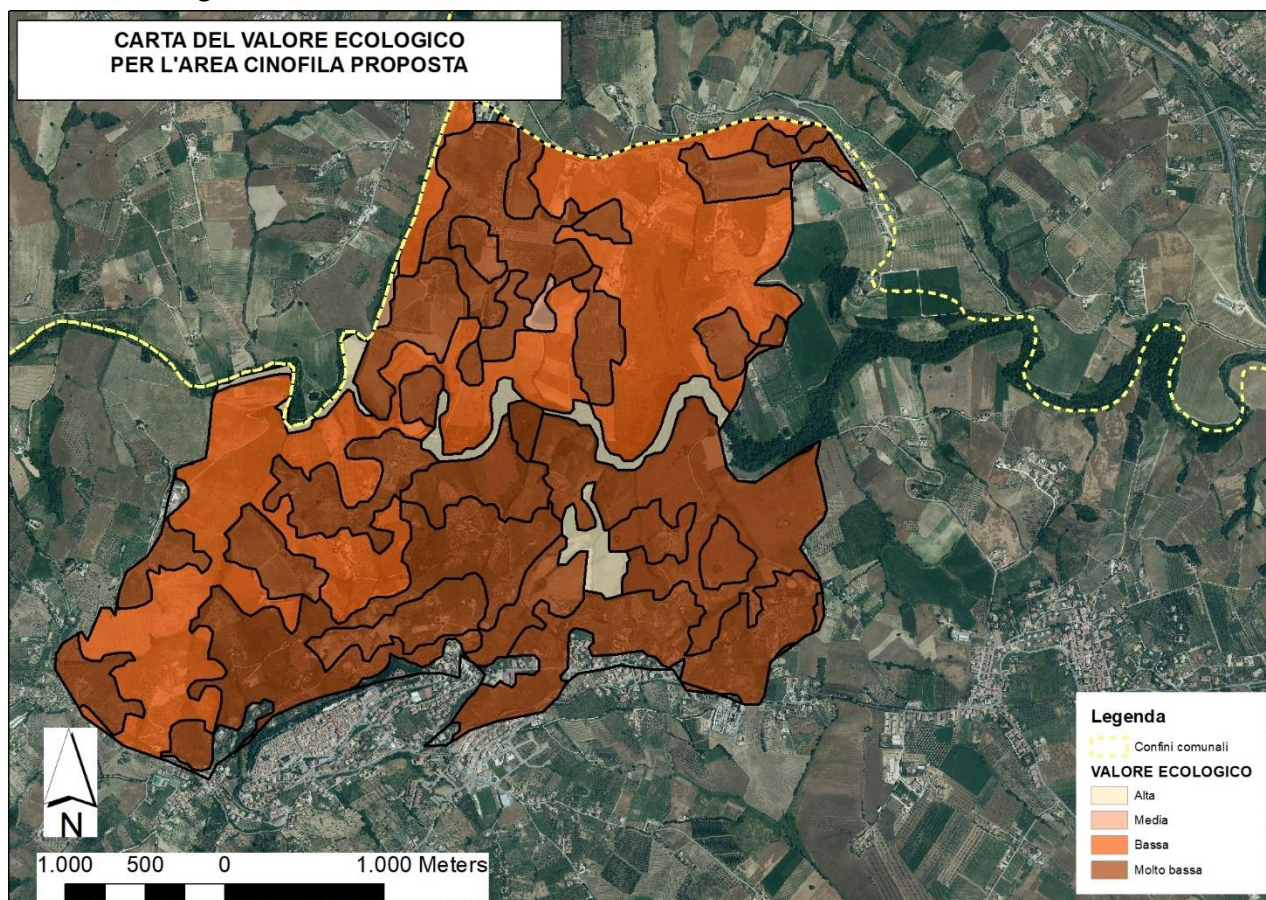 CARTA DEL VALORE ECOLOGICO
PER L'AREA CINOFILA PROPOSTA
N
1.000 500 0 1.000 Meters
Legenda
Confini comunali
VALORE ECOLOGICO
Alta
Media
Bassa
Molto bassa